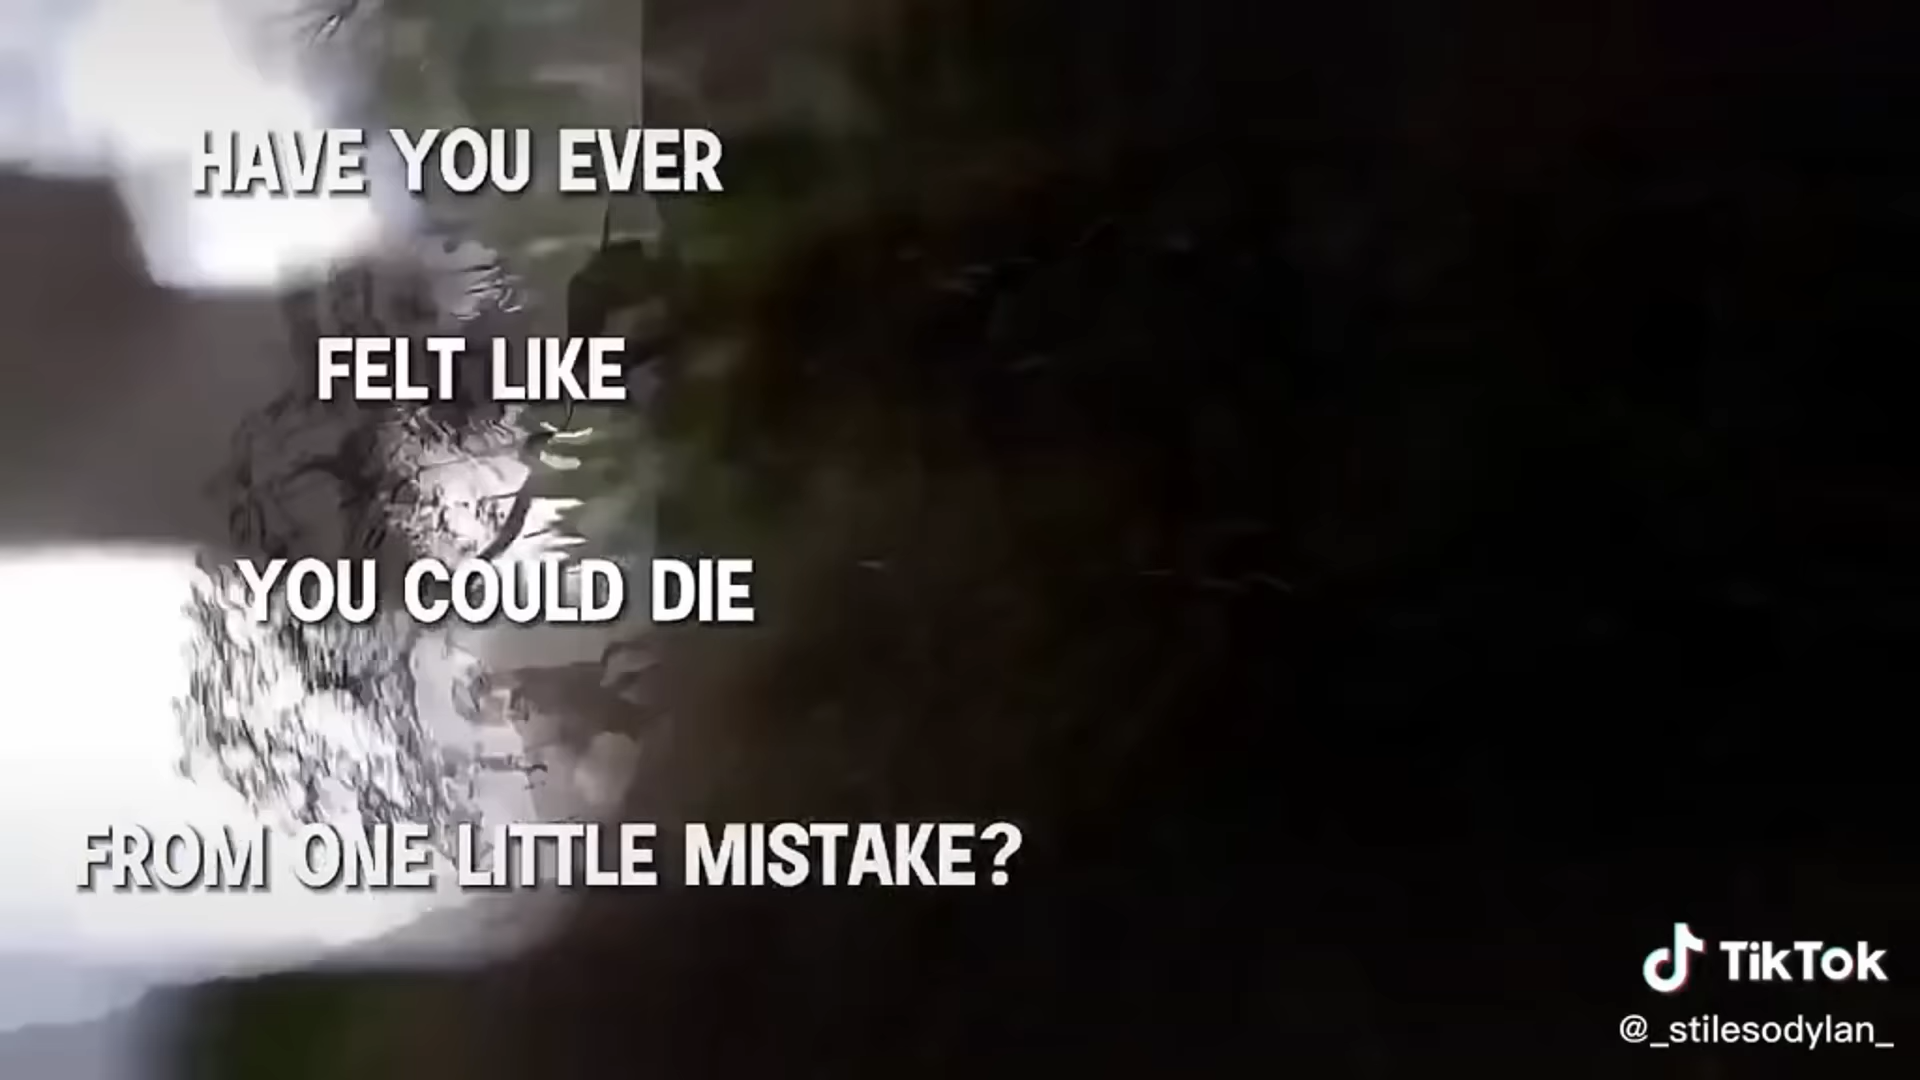 HAVE YOU EVER
FELT LIKE
YOU COULD DIE
FROM ONE LITTLE MISTAKE?
TikTok
@_stilesodylan_